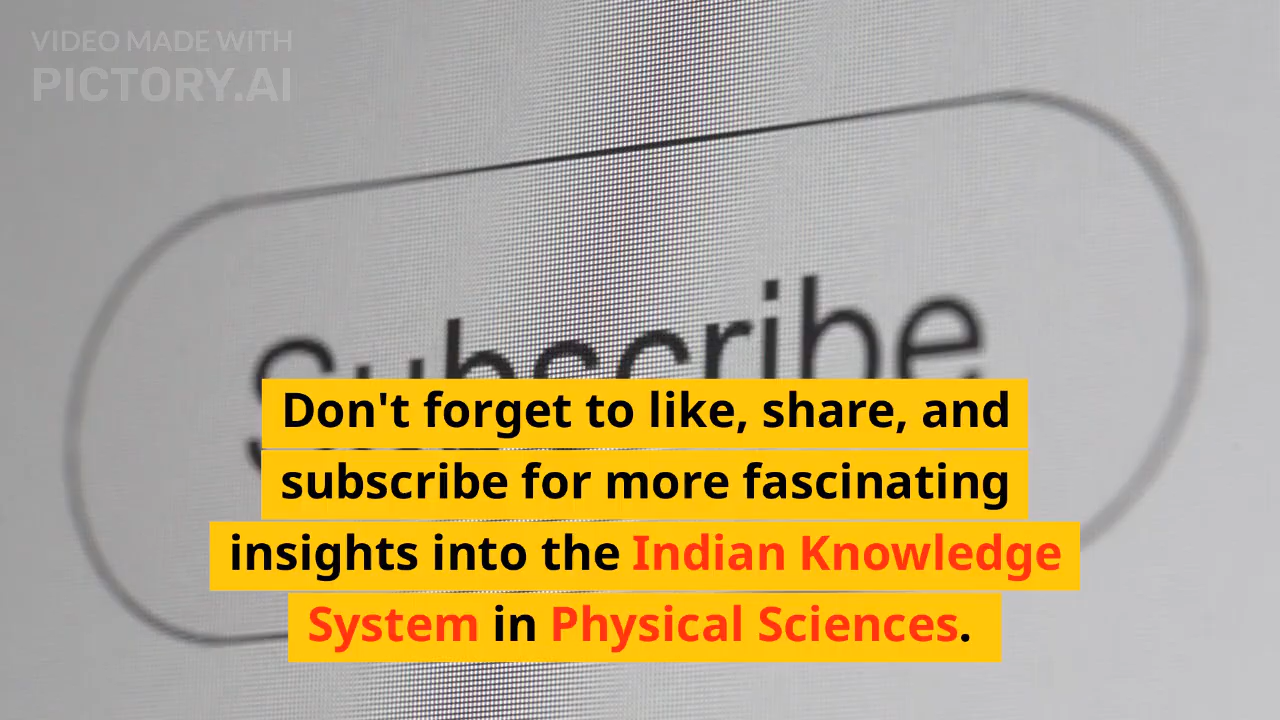 VIDEO MADE WITH
PICTORY.AI
Subscribe
Don't forget to like, share, and
subscribe for more fascinating
insights into the Indian Knowledge
System in Physical Sciences.